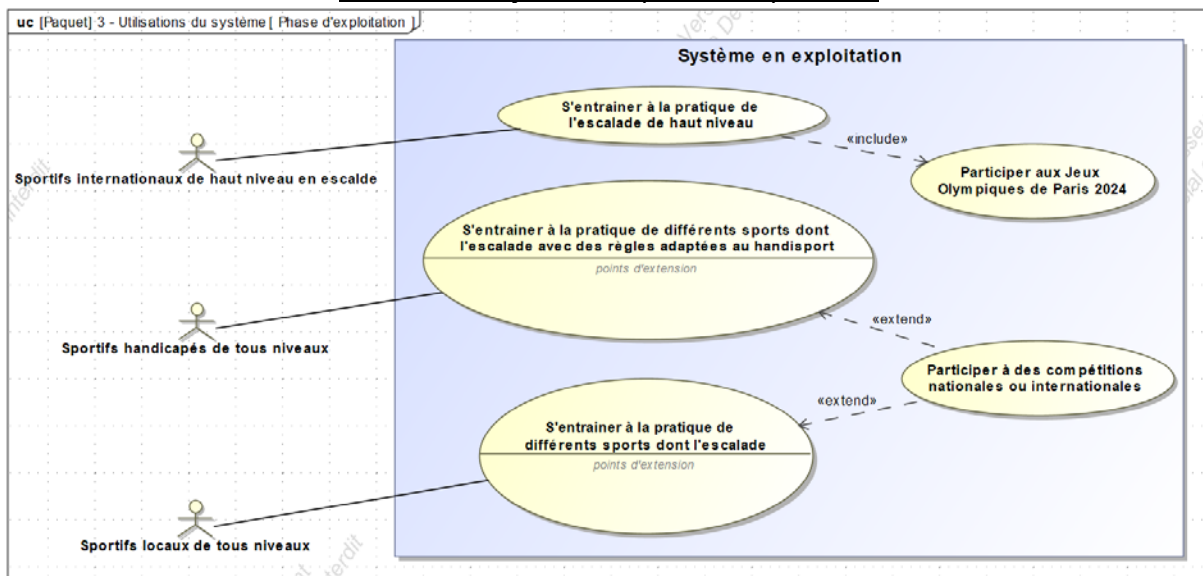 uc [Paquet] 3 - Utilisations du système [ Phase d'exploitation ]
Système en exploitation
S'entrainer à la pratique de
l'escalade de haut niveau
«include»
Participer aux Jeux
Olympiques de Paris 2024
Sportifs internationaux de haut niveau en escalde
S'entrainer à la pratique de différents sports dont
l'escalade avec des règles adaptées au handisport
points d'extension
Sportifs handicapés de tous niveaux
«extend»
Participer à des compétitions
nationales ou internationales
«extend»
S'entrainer à la pratique de
différents sports dont l'escalade
points d'extension
Sportifs locaux de tous niveaux